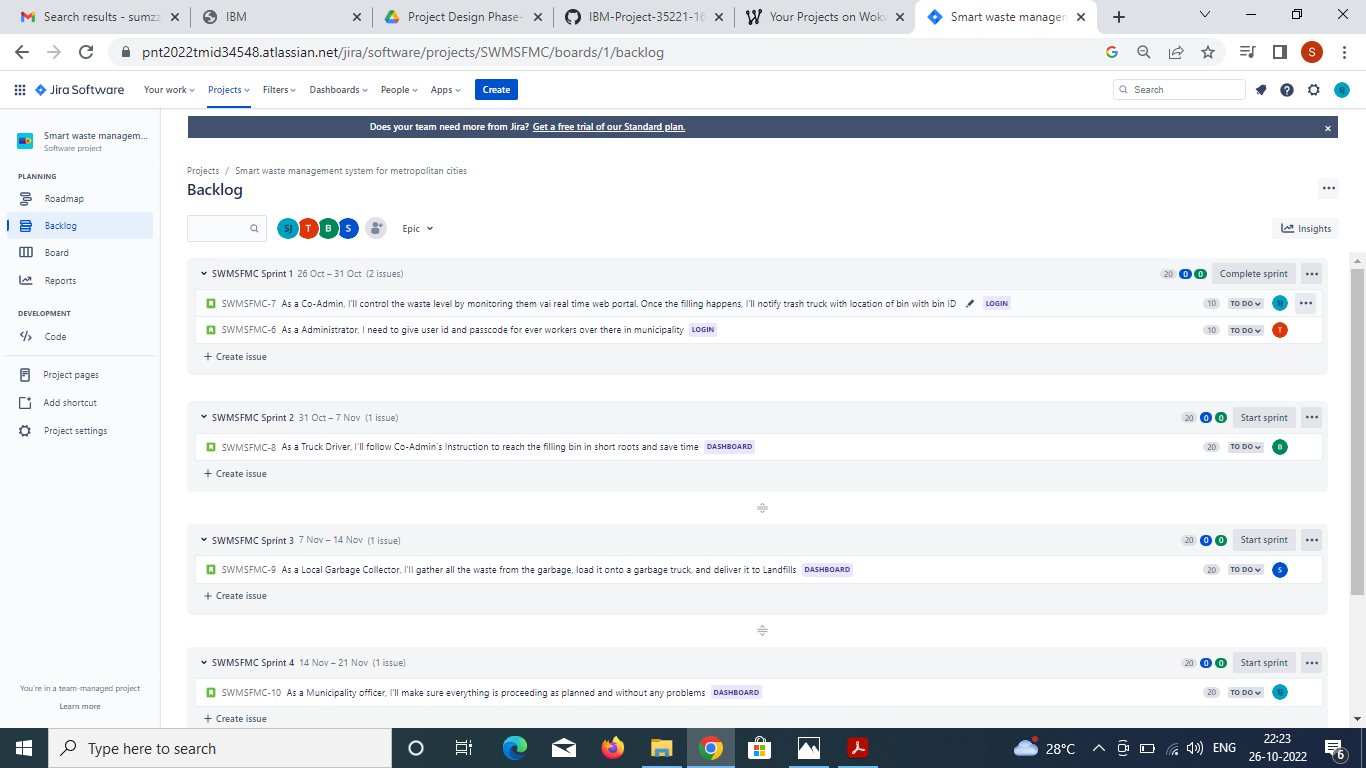 Search results - sumzz
IBM
Project Design Phase-
IBM-Project-35221-16
Your Projects on Wokw
Smart waste managem
pnt2022tmid34548.atlassian.net/jira/software/projects/SWMSFMC/boards/1/backlog
S
Jira Software
Your work
Projects
Filters
Dashboards
People
Apps
Create
Search
SJ
Smart waste managem...
Software project
Does your team need more from Jira? Get a free trial of our Standard plan.
PLANNING
Roadmap
Backlog
Board
Reports
DEVELOPMENT
Code
Project pages
Add shortcut
Project settings
You're in a team-managed project
Learn more
Projects / Smart waste management system for metropolitan cities
Backlog
SJ T B S
Epic
Insights
SWMSFMC Sprint 1 26 Oct – 31 Oct (2 issues) 20 0 0 Complete sprint
SWMSFMC-7 As a Co-Admin, I'll control the waste level by monitoring them vai real time web portal. Once the filling happens, I'll notify trash truck with location of bin with bin ID LOGIN 10 TO DO SJ
SWMSFMC-6 As a Administrator, I need to give user id and passcode for ever workers over there in municipality LOGIN 10 TO DO T
+ Create issue
SWMSFMC Sprint 2 31 Oct – 7 Nov (1 issue) 20 0 0 Start sprint
SWMSFMC-8 As a Truck Driver, I'll follow Co-Admin's Instruction to reach the filling bin in short roots and save time DASHBOARD 20 TO DO B
+ Create issue
SWMSFMC Sprint 3 7 Nov – 14 Nov (1 issue) 20 0 0 Start sprint
SWMSFMC-9 As a Local Garbage Collector, I'll gather all the waste from the garbage, load it onto a garbage truck, and deliver it to Landfills DASHBOARD 20 TO DO S
+ Create issue
SWMSFMC Sprint 4 14 Nov – 21 Nov (1 issue) 20 0 0 Start sprint
SWMSFMC-10 As a Municipality officer, I'll make sure everything is proceeding as planned and without any problems DASHBOARD 20 TO DO SJ
+ Create issue
Type here to search
28°C
ENG
22:23
26-10-2022
6